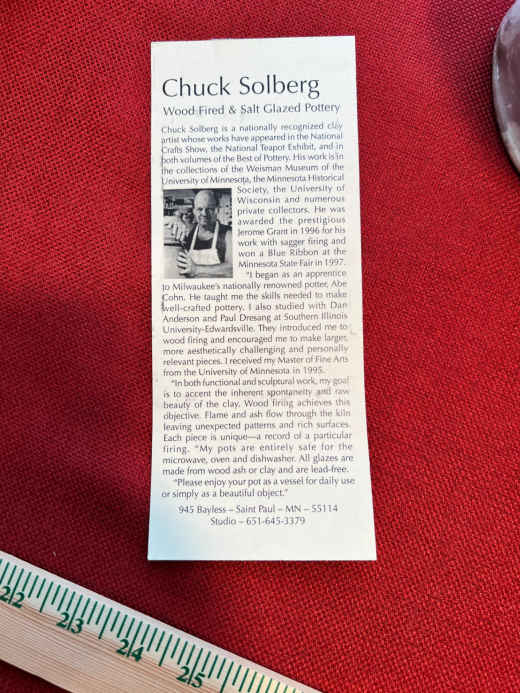 Chuck Solberg
Wood Fired & Salt Glazed Pottery
Chuck Solberg is a nationally recognized clay
artist whose works have appeared in the National
Crafts Show, the National Teapot Exhibit, and in
both volumes of the Best of Pottery. His work is in
the collections of the Weisman Museum of the
University of Minnesota, the Minnesota Historical
Society, the University of
Wisconsin and numerous
private collectors. He was
awarded the prestigious
Jerome Grant in 1996 for his
work with sagger firing and
won a Blue Ribbon at the
Minnesota State Fair in 1997.
"I began as an apprentice
to Milwaukee's nationally renowned potter, Abe
Cohn. He taught me the skills needed to make
well-crafted pottery. I also studied with Dan
Anderson and Paul Dresang at Southern Illinois
University-Edwardsville. They introduced me to
wood firing and encouraged me to make larger,
more aesthetically challenging and personally
relevant pieces. I received my Master of Fine Arts
from the University of Minnesota in 1995.
"In both functional and sculptural work, my goal
is to accent the inherent spontaneity and raw
beauty of the clay. Wood firing achieves this
objective. Flame and ash flow through the kiln
leaving unexpected patterns and rich surfaces.
Each piece is unique—a record of a particular
firing. "My pots are entirely safe for the
microwave, oven and dishwasher. All glazes are
made from wood ash or clay and are lead-free.
"Please enjoy your pot as a vessel for daily use
or simply as a beautiful object."
945 Bayless – Saint Paul – MN – 55114
Studio – 651-645-3379
22 23 24 25